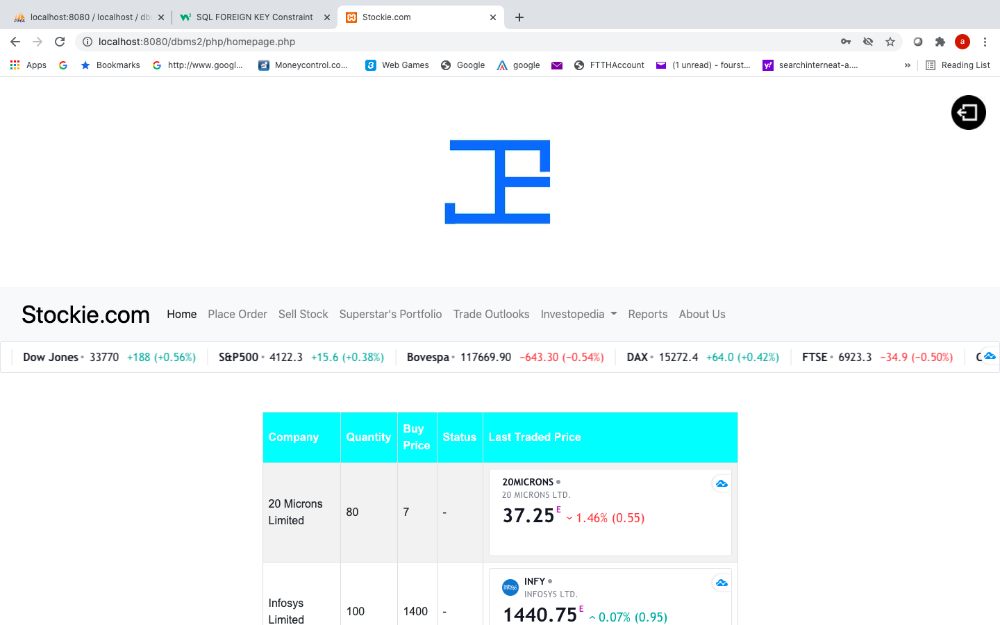 localhost:8080 / localhost / db
SQL FOREIGN KEY Constraint
Stockie.com
localhost:8080/dbms2/php/homepage.php
a
Apps
Bookmarks
http://www.googl...
Moneycontrol.co...
Web Games
Google
google
FTTHAccount
(1 unread) - fourst...
searchinterneat-a....
»
Reading List
Stockie.com Home Place Order Sell Stock Superstar's Portfolio Trade Outlooks Investopedia Reports About Us
Dow Jones • 33770 +188 (+0.56%) S&P500 • 4122.3 +15.6 (+0.38%) Bovespa • 117669.90 −643.30 (−0.54%) DAX • 15272.4 +64.0 (+0.42%) FTSE • 6923.3 −34.9 (−0.50%) C
Company Quantity Buy Price Status Last Traded Price
20 Microns Limited 80 7 -
20MICRONS
20 MICRONS LTD.
37.25 E 1.46% (0.55)
Infosys Limited 100 1400 -
Infosys INFY
INFOSYS LTD.
1440.75 E 0.07% (0.95)